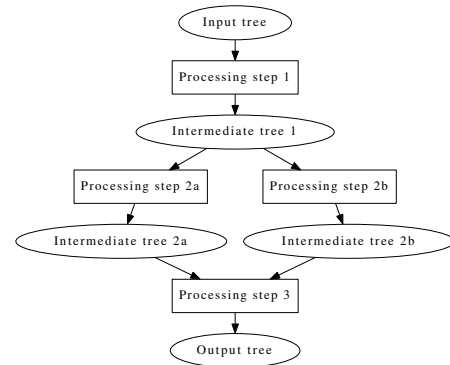 Input tree
Processing step 1
Intermediate tree 1
Processing step 2a
Processing step 2b
Intermediate tree 2a
Intermediate tree 2b
Processing step 3
Output tree